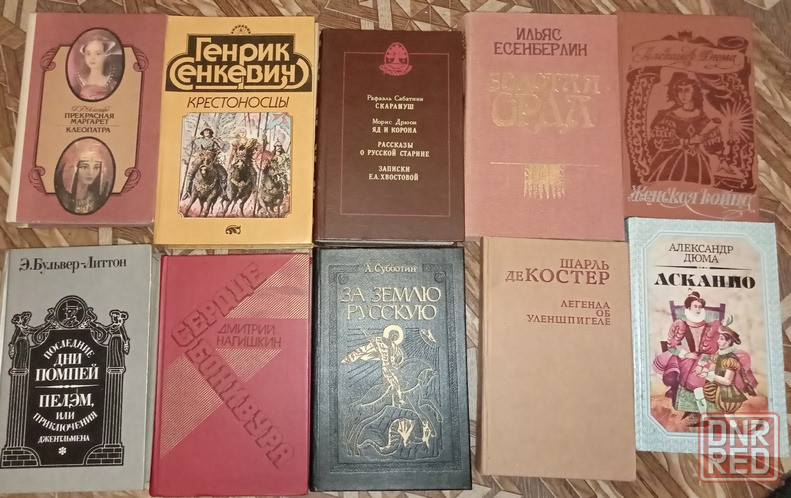 Г.Р. Хаггард
ПРЕКРАСНАЯ
МАРГАРЕТ
КЛЕОПАТРА
Генрик
Сенкевич
КРЕСТОНОСЦЫ
Рафаэль Сабатини
СКАРАМУШ
Морис Дрюон
ЯД И КОРОНА
РАССКАЗЫ
О РУССКОЙ СТАРИНЕ
ЗАПИСКИ
Е.А. ХВОСТОВОЙ
ИЛЬЯС
ЕСЕНБЕРЛИН
ЗОЛОТАЯ
ОРДА
Александр Дюма
Женская война
Э. Бульвер-Литтон
ПОСЛЕДНИЕ
ДНИ
ПОМПЕЙ
ПЕЛЭМ,
ИЛИ
ПРИКЛЮЧЕНИЯ
ДЖЕНТЛЬМЕНА
СЕРДЦЕ
БОНИВУРА
ДМИТРИЙ
НАГИШКИН
А. Субботин
ЗА ЗЕМЛЮ
РУССКУЮ
ШАРЛЬ
ДЕ КОСТЕР
ЛЕГЕНДА
ОБ
УЛЕНШПИГЕЛЕ
АЛЕКСАНДР
ДЮМА
АСКАНИО
DNR
RED